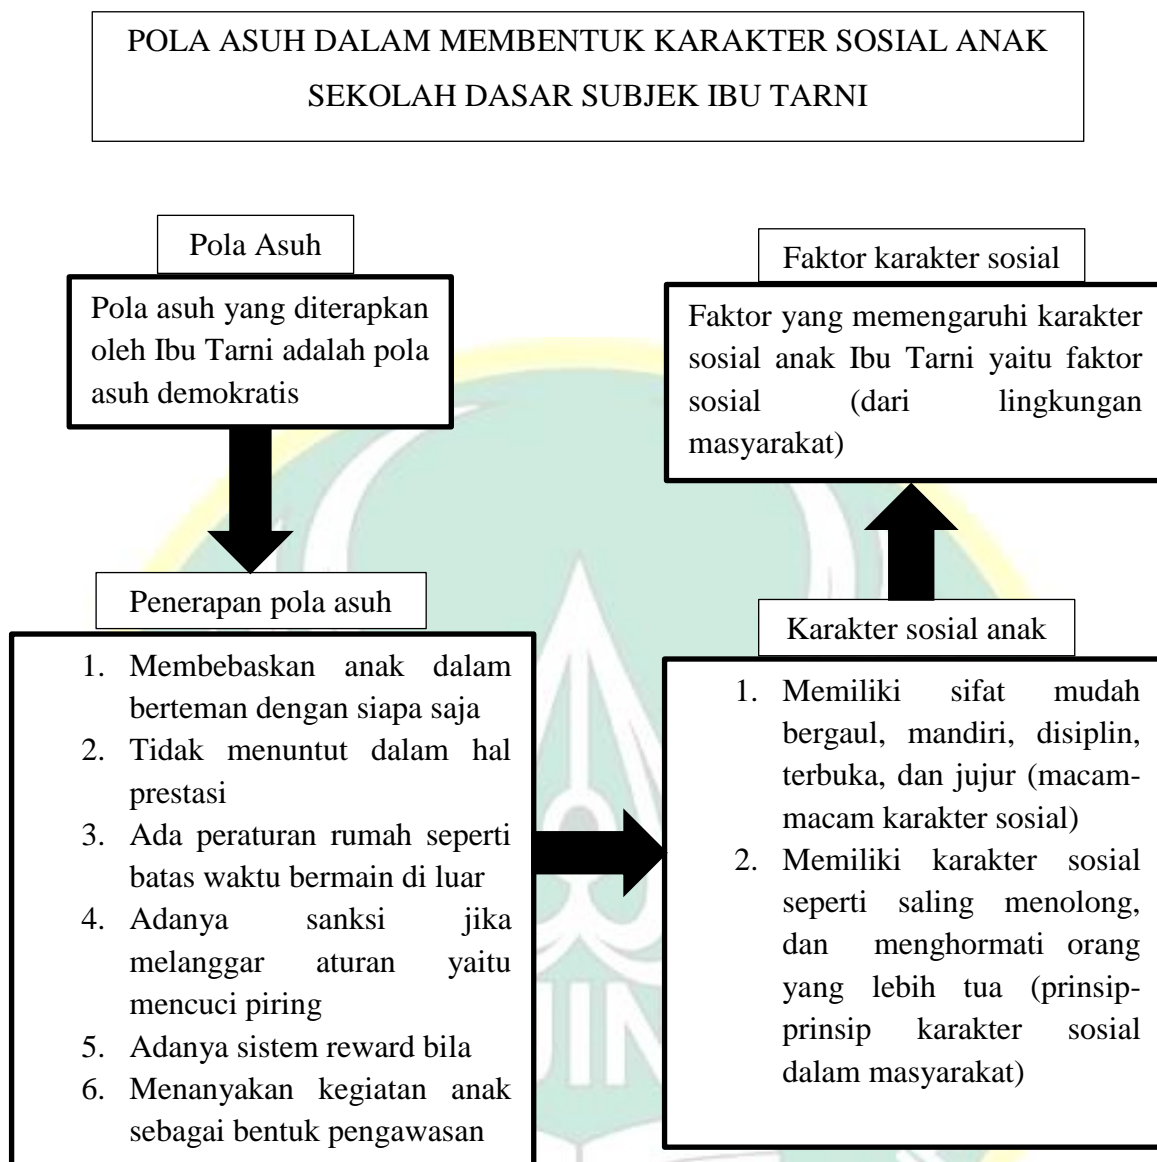 POLA ASUH DALAM MEMBENTUK KARAKTER SOSIAL ANAK
SEKOLAH DASAR SUBJEK IBU TARNI
Pola Asuh
Pola asuh yang diterapkan
oleh Ibu Tarni adalah pola
asuh demokratis
Penerapan pola asuh
1. Membebaskan anak dalam
berteman dengan siapa saja
2. Tidak menuntut dalam hal
prestasi
3. Ada peraturan rumah seperti
batas waktu bermain di luar
4. Adanya sanksi jika
melanggar aturan yaitu
mencuci piring
5. Adanya sistem reward bila
6. Menanyakan kegiatan anak
sebagai bentuk pengawasan
Karakter sosial anak
1. Memiliki sifat mudah
bergaul, mandiri, disiplin,
terbuka, dan jujur (macam-
macam karakter sosial)
2. Memiliki karakter sosial
seperti saling menolong,
dan menghormati orang
yang lebih tua (prinsip-
prinsip karakter sosial
dalam masyarakat)
Faktor karakter sosial
Faktor yang memengaruhi karakter
sosial anak Ibu Tarni yaitu faktor
sosial (dari lingkungan
masyarakat)
UIN